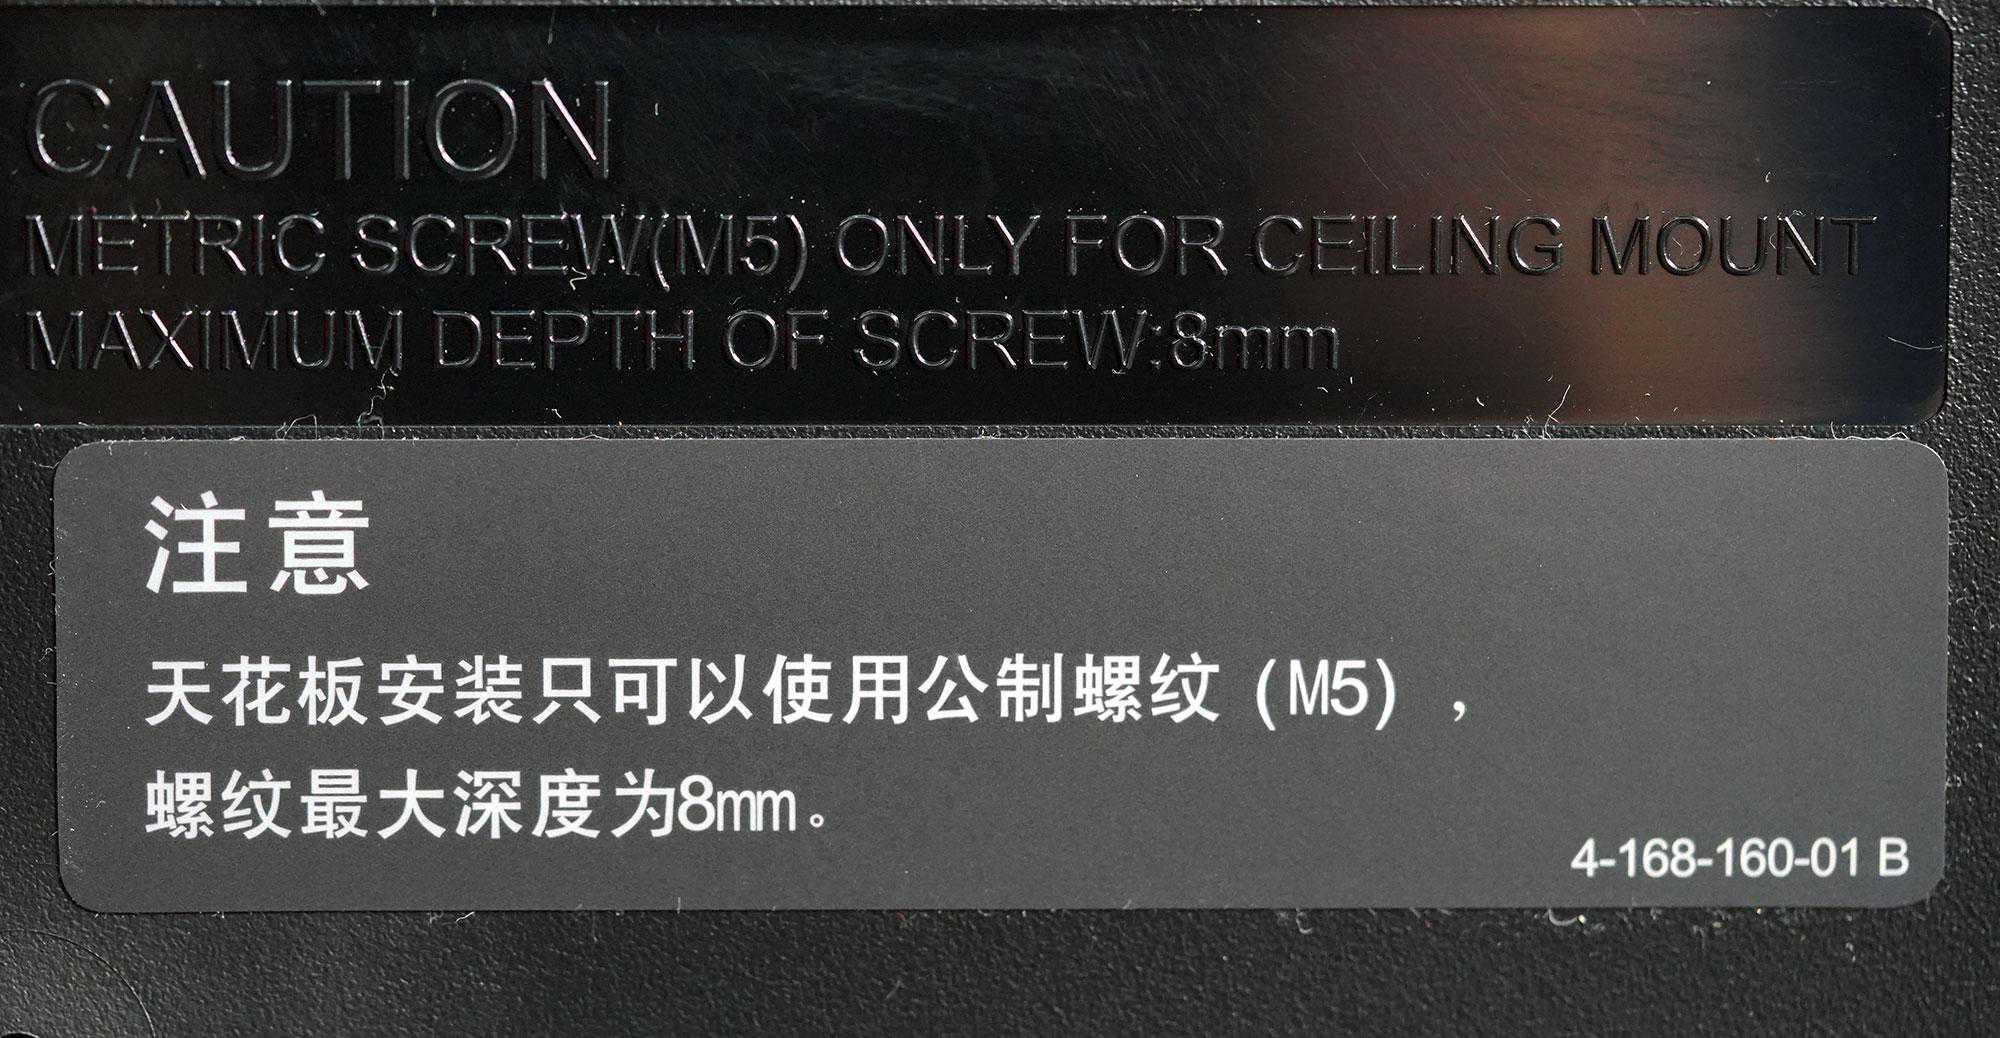 CAUTION
METRIC SCREW(M5) ONLY FOR CEILING MOUNT
MAXIMUM DEPTH OF SCREW:8mm
注意
天花板安装只可以使用公制螺纹 (M5) ，
螺纹最大深度为8mm。
4-168-160-01 B